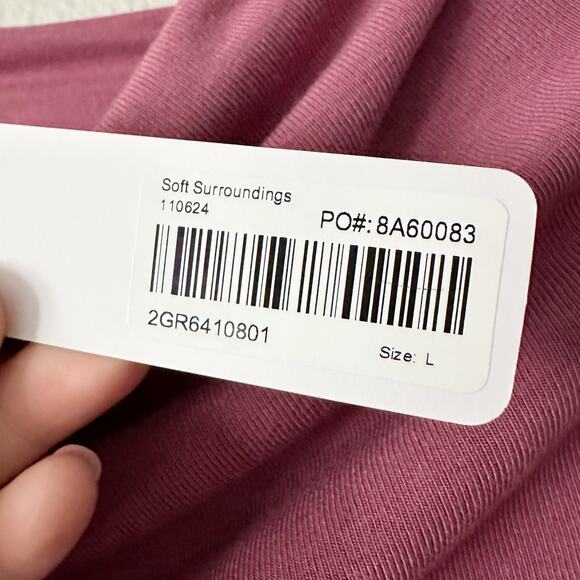 Soft Surroundings
110624
PO#: 8A60083
2GR6410801
Size: L